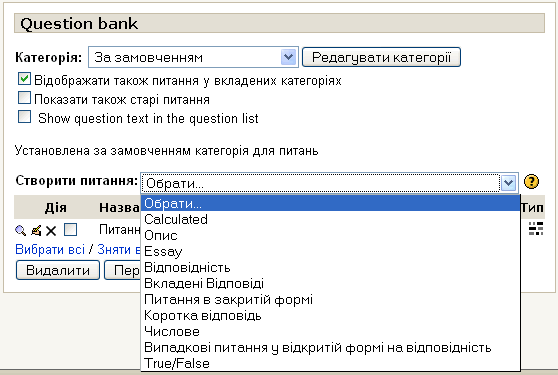 Question bank
Категорія: За замовченням Редагувати категорії
Відображати також питання у вкладених категоріях
Показати також старі питання
Show question text in the question list
Установлена за замовченням категорія для питань
Створити питання: Обрати...
Обрати...
Дія Назва Тип
Calculated
Опис
Essay
Відповідність
Вкладені Відповіді
Питання в закритій формі
Коротка відповідь
Числове
Випадкові питання у відкритій формі на відповідність
True/False
Вибрати всі / Зняти
Видалити